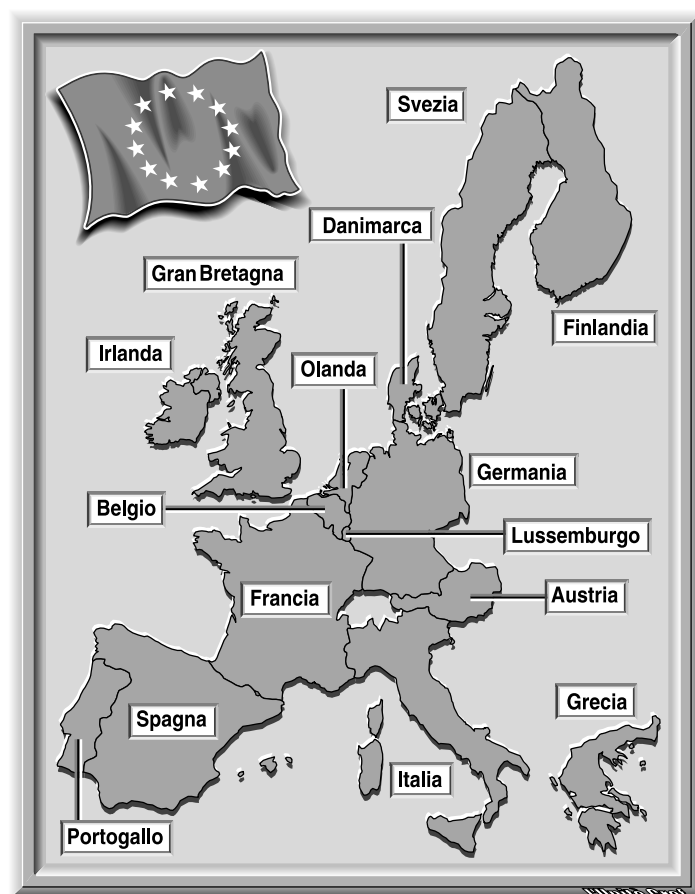 Svezia
Danimarca
Gran Bretagna
Finlandia
Irlanda
Olanda
Germania
Belgio
Lussemburgo
Francia
Austria
Grecia
Spagna
Italia
Portogallo